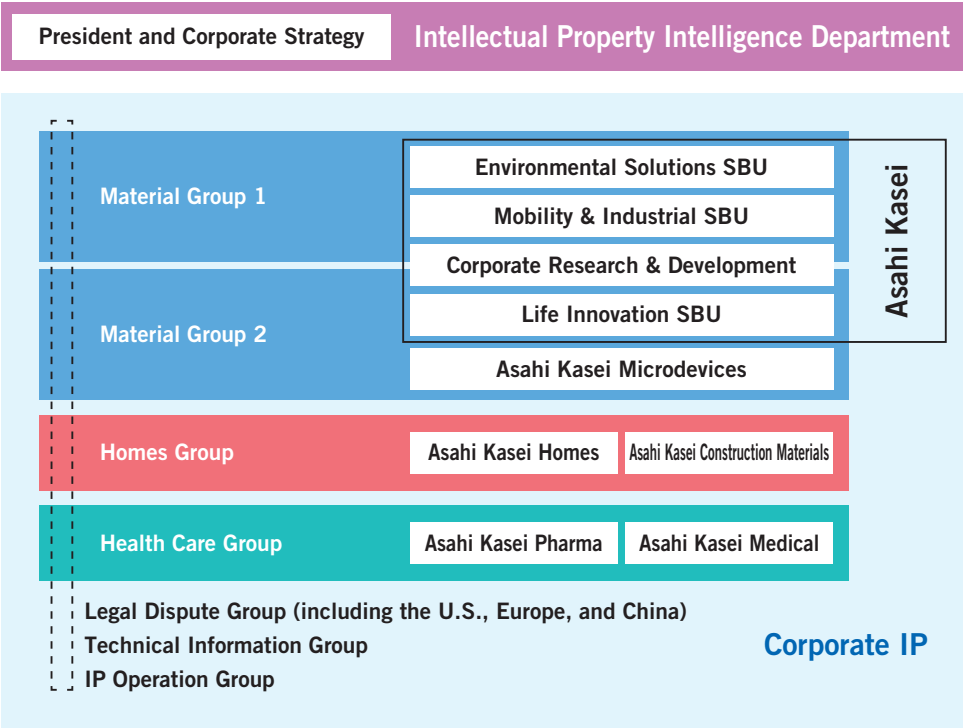 President and Corporate Strategy
Intellectual Property Intelligence Department
Material Group 1
Environmental Solutions SBU
Mobility & Industrial SBU
Corporate Research & Development
Asahi Kasei
Material Group 2
Life Innovation SBU
Asahi Kasei Microdevices
Homes Group
Asahi Kasei Homes
Asahi Kasei Construction Materials
Health Care Group
Asahi Kasei Pharma
Asahi Kasei Medical
Legal Dispute Group (including the U.S., Europe, and China)
Technical Information Group
IP Operation Group
Corporate IP